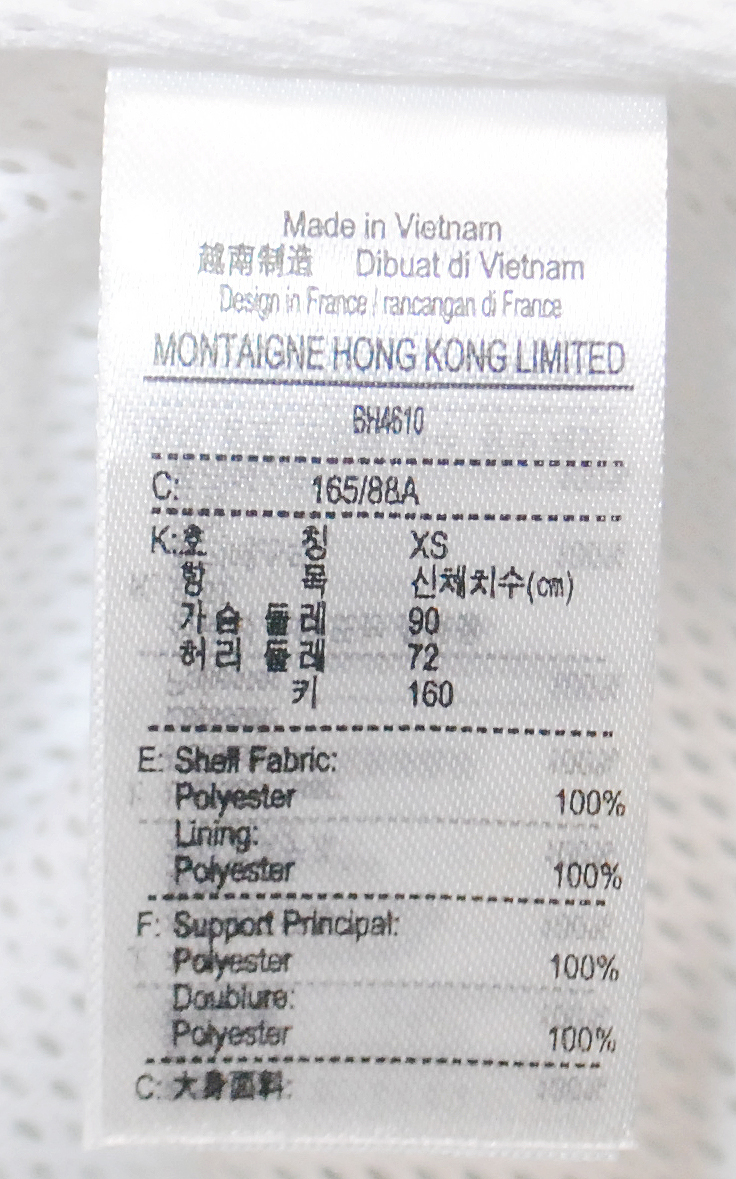 Made in Vietnam
越南制造 Dibuat di Vietnam
Design in France / rancangan di France
MONTAIGNE HONG KONG LIMITED
BH4610
C: 165/88A
K:호 칭 XS
항 목 신체치수(cm)
가슴 둘레 90
허리 둘레 72
키 160
E: Shell Fabric:
Polyester 100%
Lining:
Polyester 100%
F: Support Principal:
Polyester 100%
Doublure:
Polyester 100%
C: 大身面料: